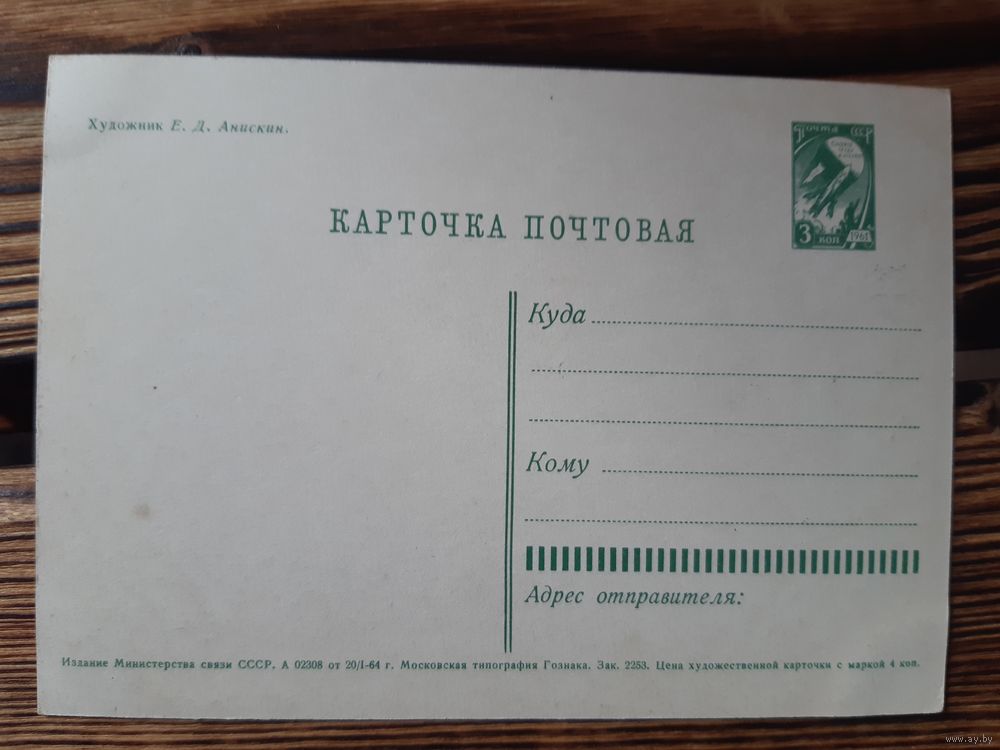 Художник Е. Д. Анискин.
Почта СССР
3 коп 1961
КАРТОЧКА ПОЧТОВАЯ
Куда
Кому
Адрес отправителя:
Издание Министерства связи СССР. А 02308 от 20/I-64 г. Московская типография Гознака. Зак. 2253. Цена художественной карточки с маркой 4 коп.
www.ay.by